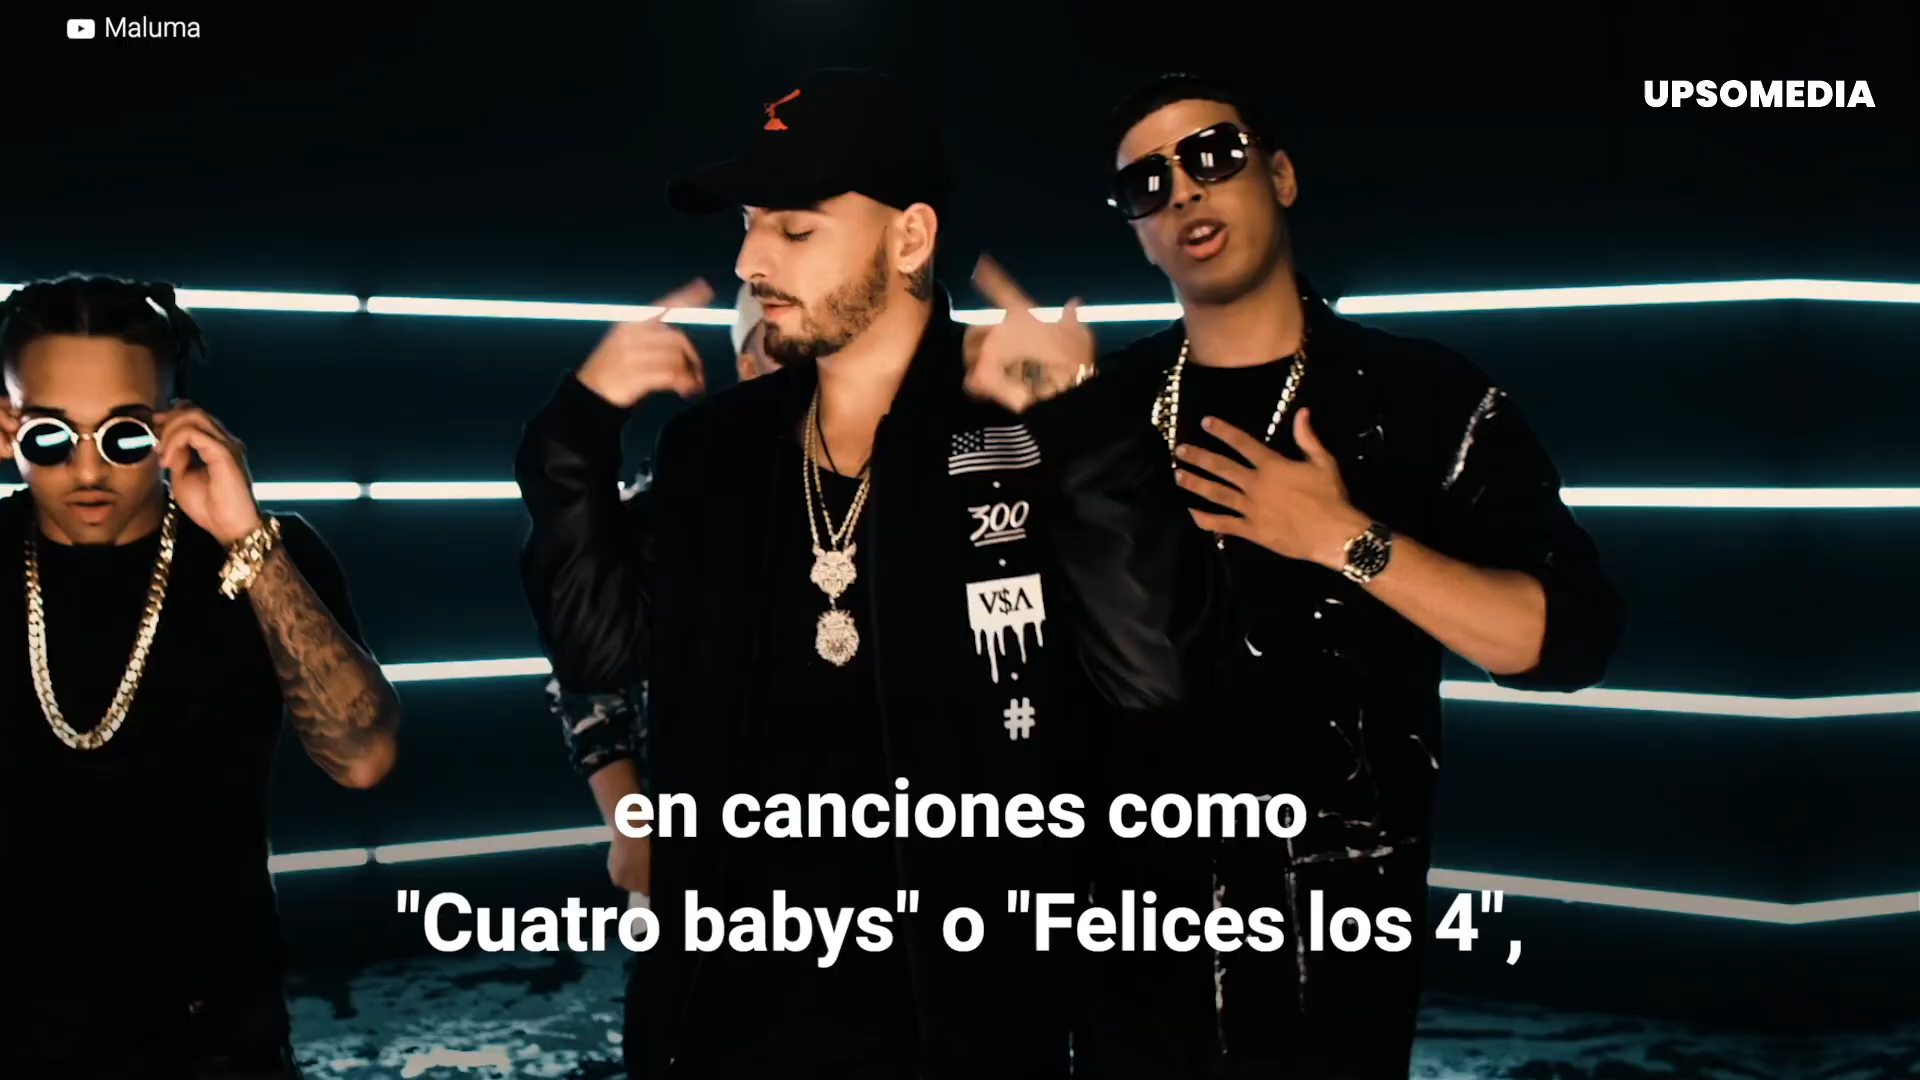 Maluma
UPSOMEDIA
300
V$Λ
#
en canciones como
"Cuatro babys" o "Felices los 4",